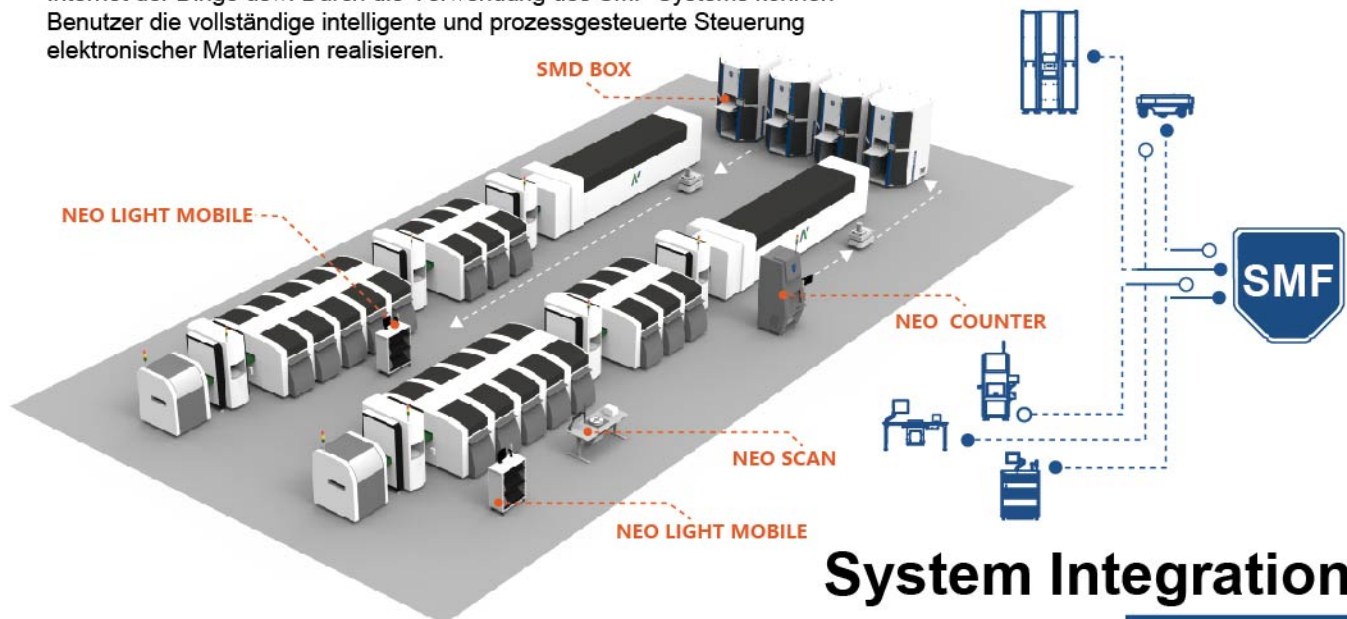 Benutzer die vollständige intelligente und prozessgesteuerte Steuerung
elektronischer Materialien realisieren.
SMD BOX
NEO LIGHT MOBILE
SMF
NEO COUNTER
NEO SCAN
NEO LIGHT MOBILE
System Integration